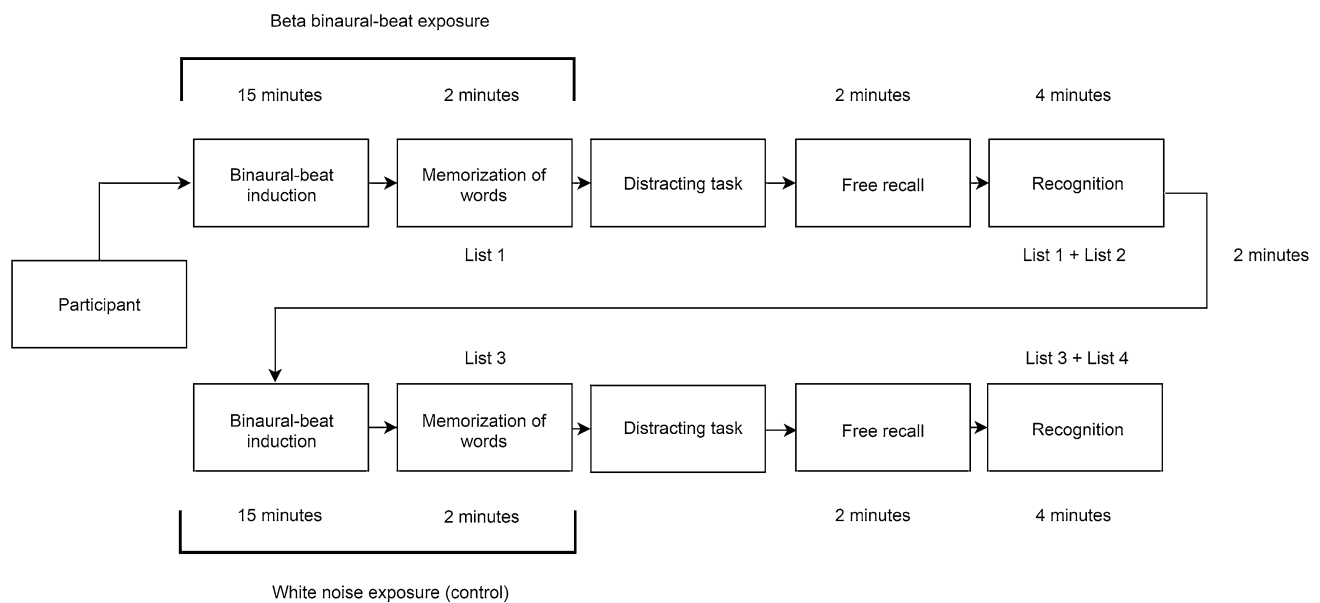 Beta binaural-beat exposure
15 minutes
2 minutes
2 minutes
4 minutes
Binaural-beat
induction
Memorization of
words
Distracting task
Free recall
Recognition
List 1
List 1 + List 2
2 minutes
Participant
List 3
List 3 + List 4
Binaural-beat
induction
Memorization of
words
Distracting task
Free recall
Recognition
15 minutes
2 minutes
2 minutes
4 minutes
White noise exposure (control)